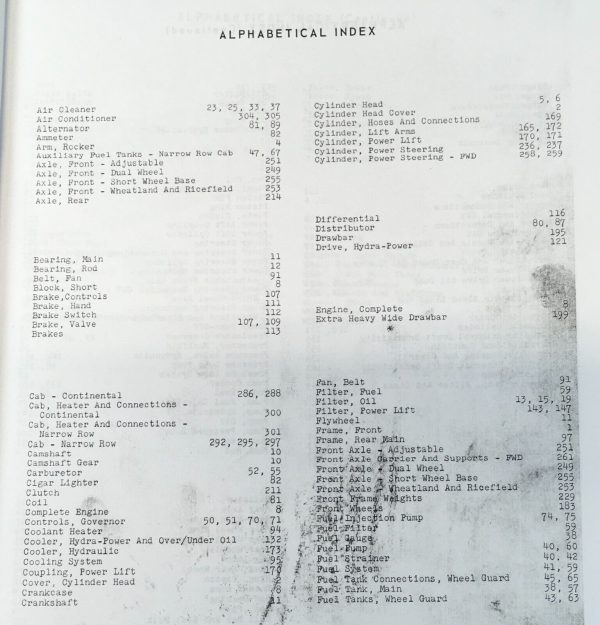 ALPHABETICAL INDEX
Air Cleaner 23, 25, 33, 37
Air Conditioner 304, 305
Alternator 81, 89
Ammeter 82
Arm, Rocker 4
Auxiliary Fuel Tanks - Narrow Row Cab 47, 67
Axle, Front - Adjustable 251
Axle, Front - Dual Wheel 249
Axle, Front - Short Wheel Base 255
Axle, Front - Wheatland And Ricefield 253
Axle, Rear 214
Bearing, Main 11
Bearing, Rod 12
Belt, Fan 91
Block, Short 8
Brake,Controls 107
Brake, Hand 111
Brake Switch 112
Brake, Valve 107, 109
Brakes 113
Cab - Continental 286, 288
Cab, Heater And Connections -
Continental 300
Cab, Heater And Connections -
Narrow Row 301
Cab - Narrow Row 292, 295, 297
Camshaft 10
Camshaft Gear 10
Carburetor 52, 55
Cigar Lighter 82
Clutch 211
Coil 81
Complete Engine 8
Controls, Governor 50, 51, 70, 71
Coolant Heater 94
Cooler, Hydra-Power And Over/Under Oil 132
Cooler, Hydraulic 173
Cooling System 95
Coupling, Power Lift 170
Cover, Cylinder Head 2
Crankcase 8
Crankshaft 11
Cylinder Head 5, 6
Cylinder Head Cover 2
Cylinder, Hoses And Connections 169
Cylinder, Lift Arms 165, 172
Cylinder, Power Lift 170, 171
Cylinder, Power Steering 236, 237
Cylinder, Power Steering - FWD 258, 259
Differential 116
Distributor 80, 87
Drawbar 195
Drive, Hydra-Power 121
Engine, Complete 8
Extra Heavy Wide Drawbar 199
Fan, Belt 91
Filter, Fuel 59
Filter, Oil 13, 15, 19
Filter, Power Lift 143, 147
Flywheel 11
Frame, Front 1
Frame, Rear Main 97
Front Axle - Adjustable 251
Front Axle Carrier And Supports - FWD 261
Front Axle - Dual Wheel 249
Front Axle - Short Wheel Base 255
Front Axle - Wheatland And Ricefield 253
Front Frame Weights 229
Front Wheels 183
Fuel Injection Pump 74, 75
Fuel Filter 59
Fuel Gauge 38
Fuel Pump 40, 60
Fuel Strainer 40, 42
Fuel System 41, 59
Fuel Tank Connections, Wheel Guard 45, 65
Fuel Tank, Main 38, 57
Fuel Tanks, Wheel Guard 43, 63